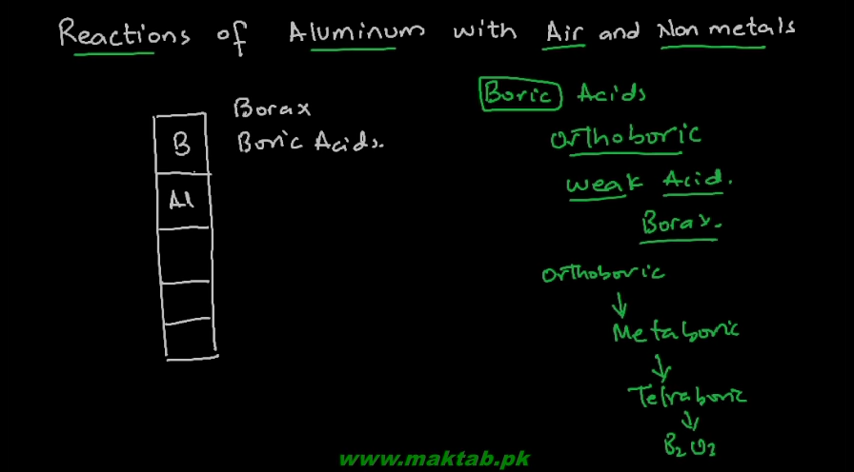 Reactions of Aluminum with Air and Non metals
Borax
B
Boric Acids.
Al
Boric Acids
Orthoboric
weak Acid.
Borax.
Orthoboric
Metaboric
Tetraboric
B2O3
www.maktab.pk